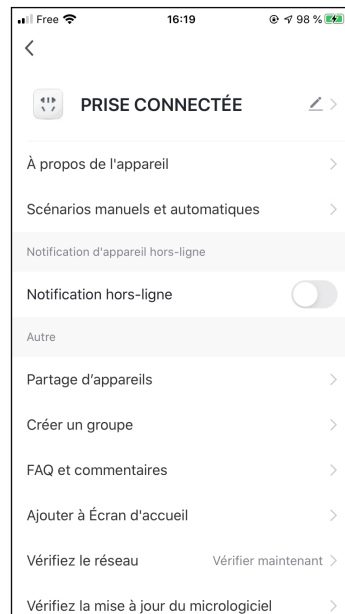 Free 16:19 98 %
PRISE CONNECTÉE
À propos de l'appareil
Scénarios manuels et automatiques
Notification d'appareil hors-ligne
Notification hors-ligne
Autre
Partage d’appareils
Créer un groupe
FAQ et commentaires
Ajouter à Écran d'accueil
Vérifiez le réseau Vérifier maintenant
Vérifiez la mise à jour du micrologiciel